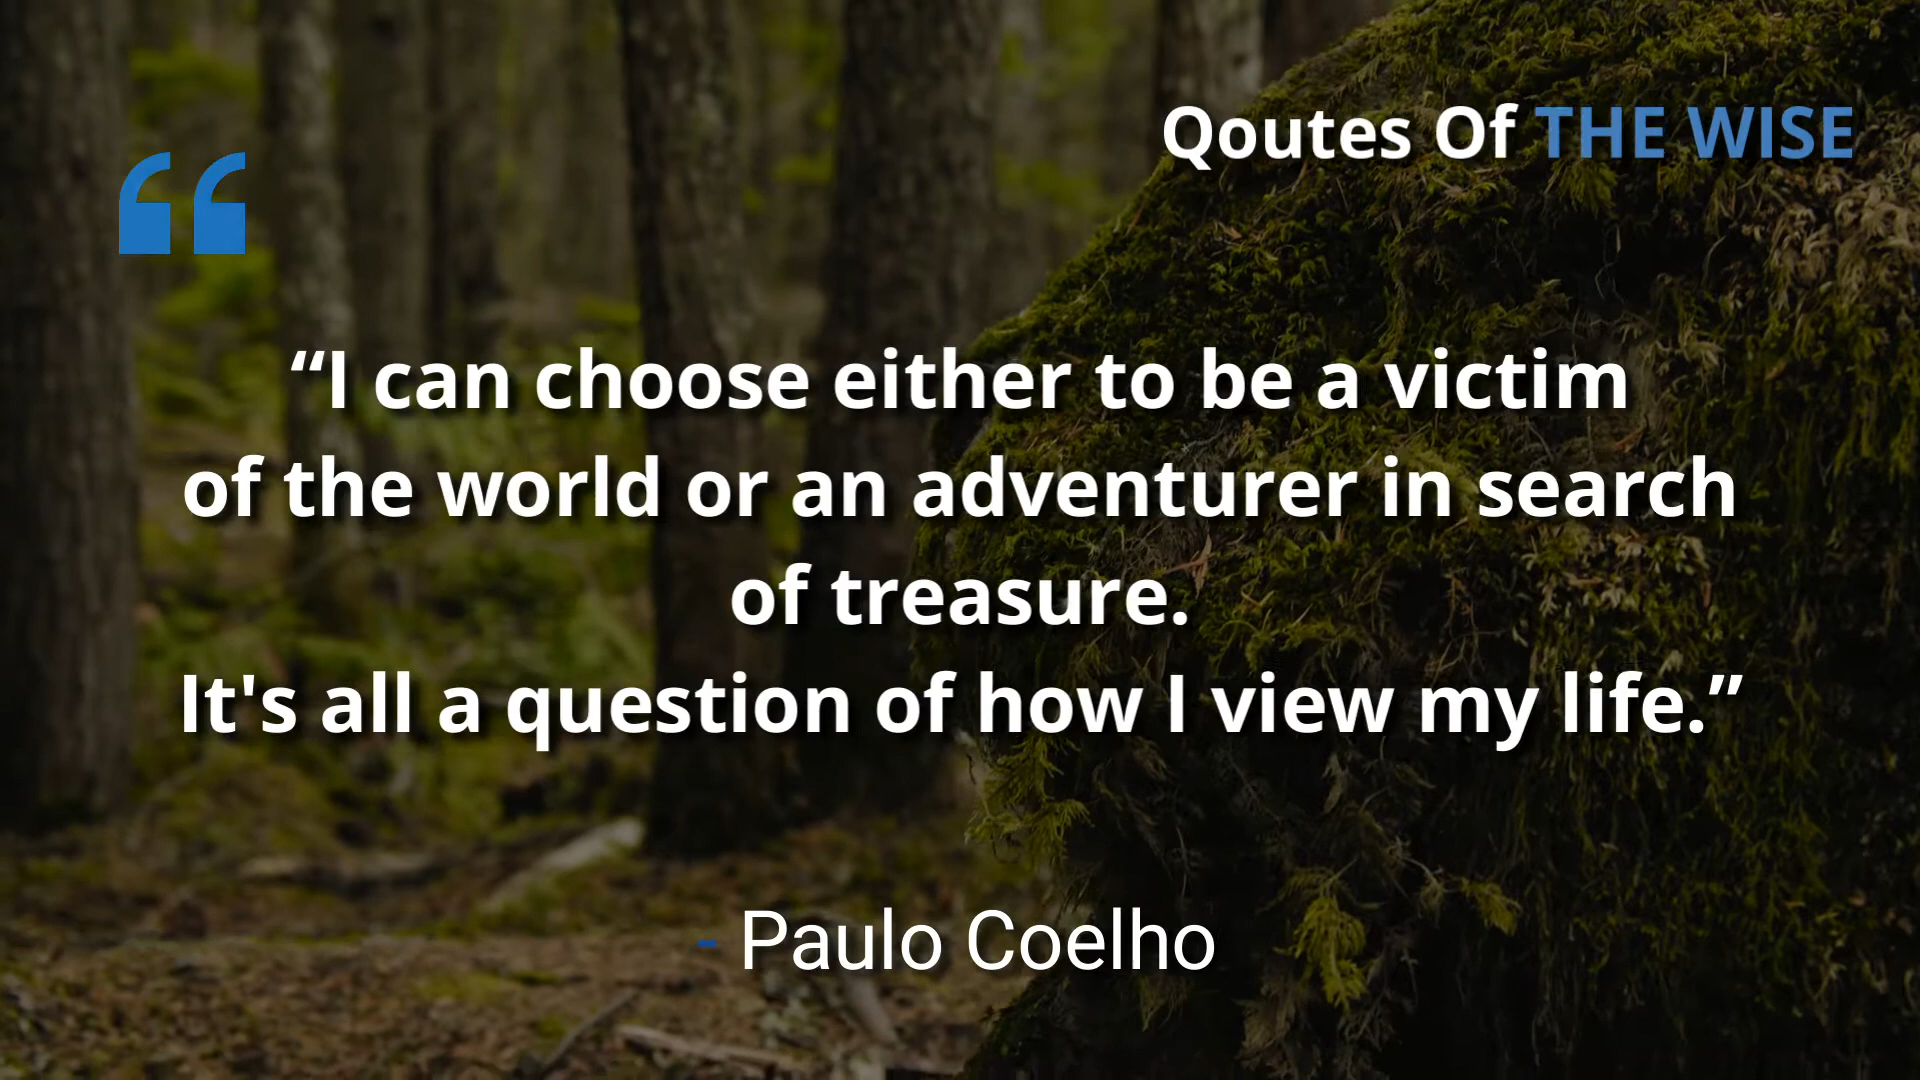 Qoutes Of THE WISE
“I can choose either to be a victim
of the world or an adventurer in search
of treasure.
It's all a question of how I view my life.”
- Paulo Coelho